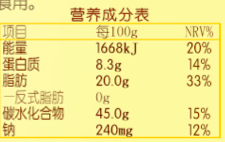 食用。
营养成分表
项目 每100g NRV%
能量 1668kJ 20%
蛋白质 8.3g 14%
脂肪 20.0g 33%
一反式脂肪 0g
碳水化合物 45.0g 15%
钠 240mg 12%